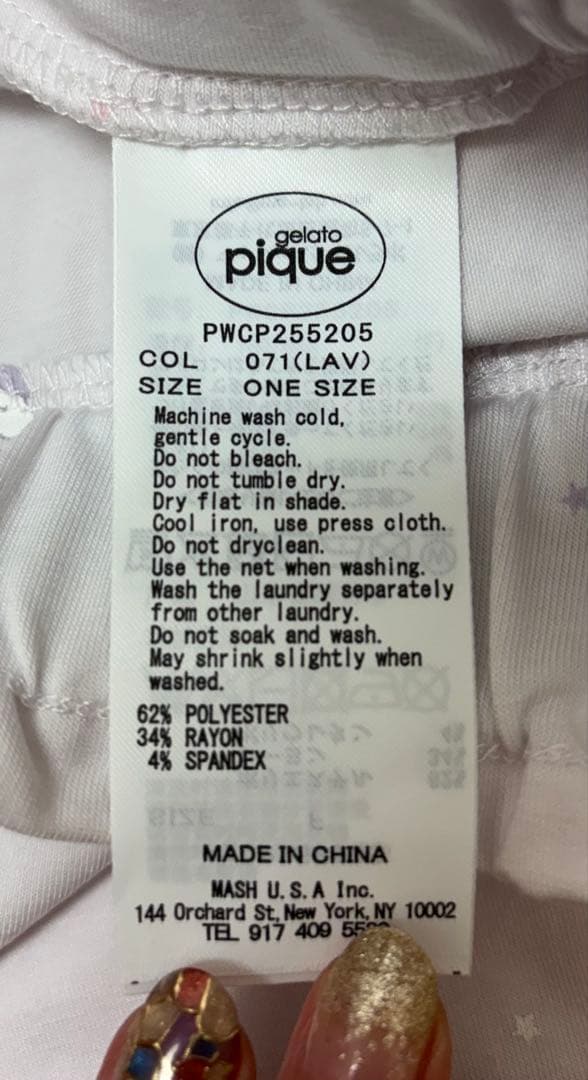 gelato
pique
PWCP255205
COL 071(LAV)
SIZE ONE SIZE
Machine wash cold,
gentle cycle.
Do not bleach.
Do not tumble dry.
Dry flat in shade.
Cool iron, use press cloth.
Do not dryclean.
Use the net when washing.
Wash the laundry separately
from other laundry.
Do not soak and wash.
May shrink slightly when
washed.
62% POLYESTER
34% RAYON
4% SPANDEX
MADE IN CHINA
MASH U.S.A Inc.
144 Orchard St, New York, NY 10002
TEL 917 409